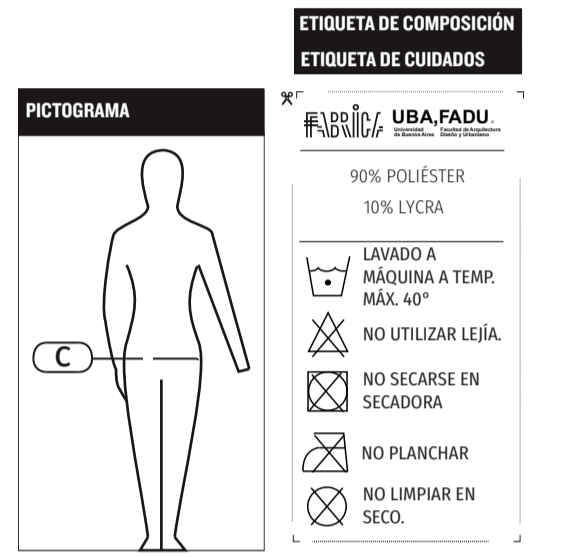 ETIQUETA DE COMPOSICIÓN
ETIQUETA DE CUIDADOS
PICTOGRAMA
C
FABRICA
UBA,FADU.
Universidad
de Buenos Aires
Facultad de Arquitectura
Diseño y Urbanismo
90% POLIÉSTER
10% LYCRA
LAVADO A
MÁQUINA A TEMP.
MÁX. 40°
NO UTILIZAR LEJÍA.
NO SECARSE EN
SECADORA
NO PLANCHAR
NO LIMPIAR EN
SECO.